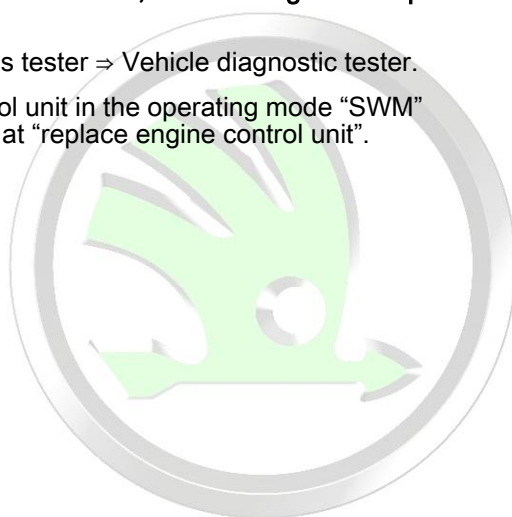 s tester ⇒ Vehicle diagnostic tester.
ol unit in the operating mode “SWM”
at “replace engine control unit”.